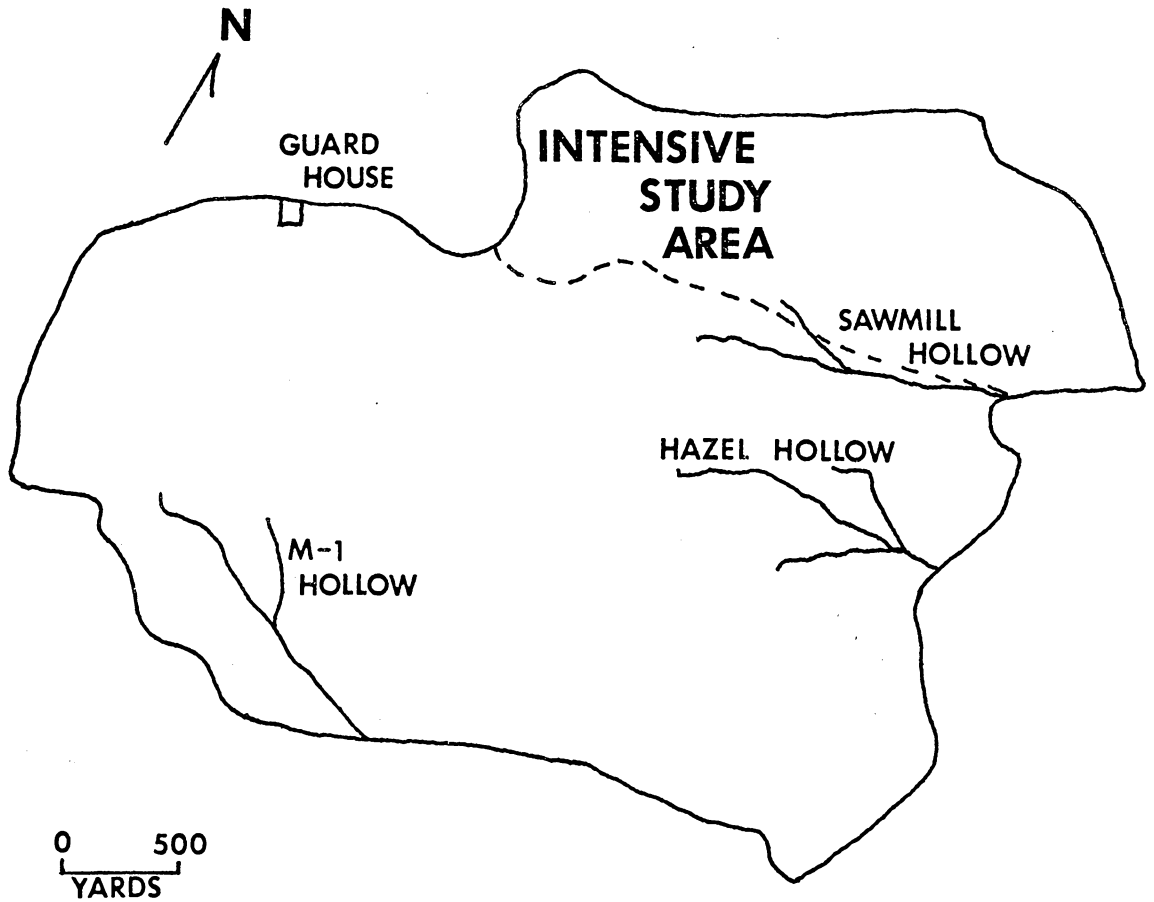 N
GUARD
HOUSE
INTENSIVE
STUDY
AREA
SAWMILL
HOLLOW
HAZEL HOLLOW
M-1
HOLLOW
0 500
YARDS